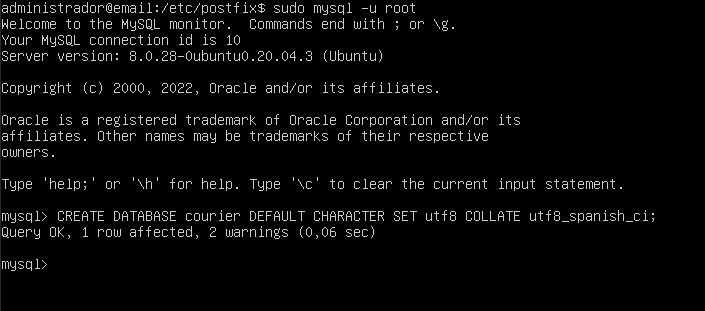 administrador@email:/etc/postfix$ sudo mysql -u root
Welcome to the MySQL monitor.  Commands end with ; or \g.
Your MySQL connection id is 10
Server version: 8.0.28-0ubuntu0.20.04.3 (Ubuntu)
Copyright (c) 2000, 2022, Oracle and/or its affiliates.
Oracle is a registered trademark of Oracle Corporation and/or its
affiliates. Other names may be trademarks of their respective
owners.
Type 'help;' or '\h' for help. Type '\c' to clear the current input statement.
mysql> CREATE DATABASE courier DEFAULT CHARACTER SET utf8 COLLATE utf8_spanish_ci;
Query OK, 1 row affected, 2 warnings (0,06 sec)
mysql>